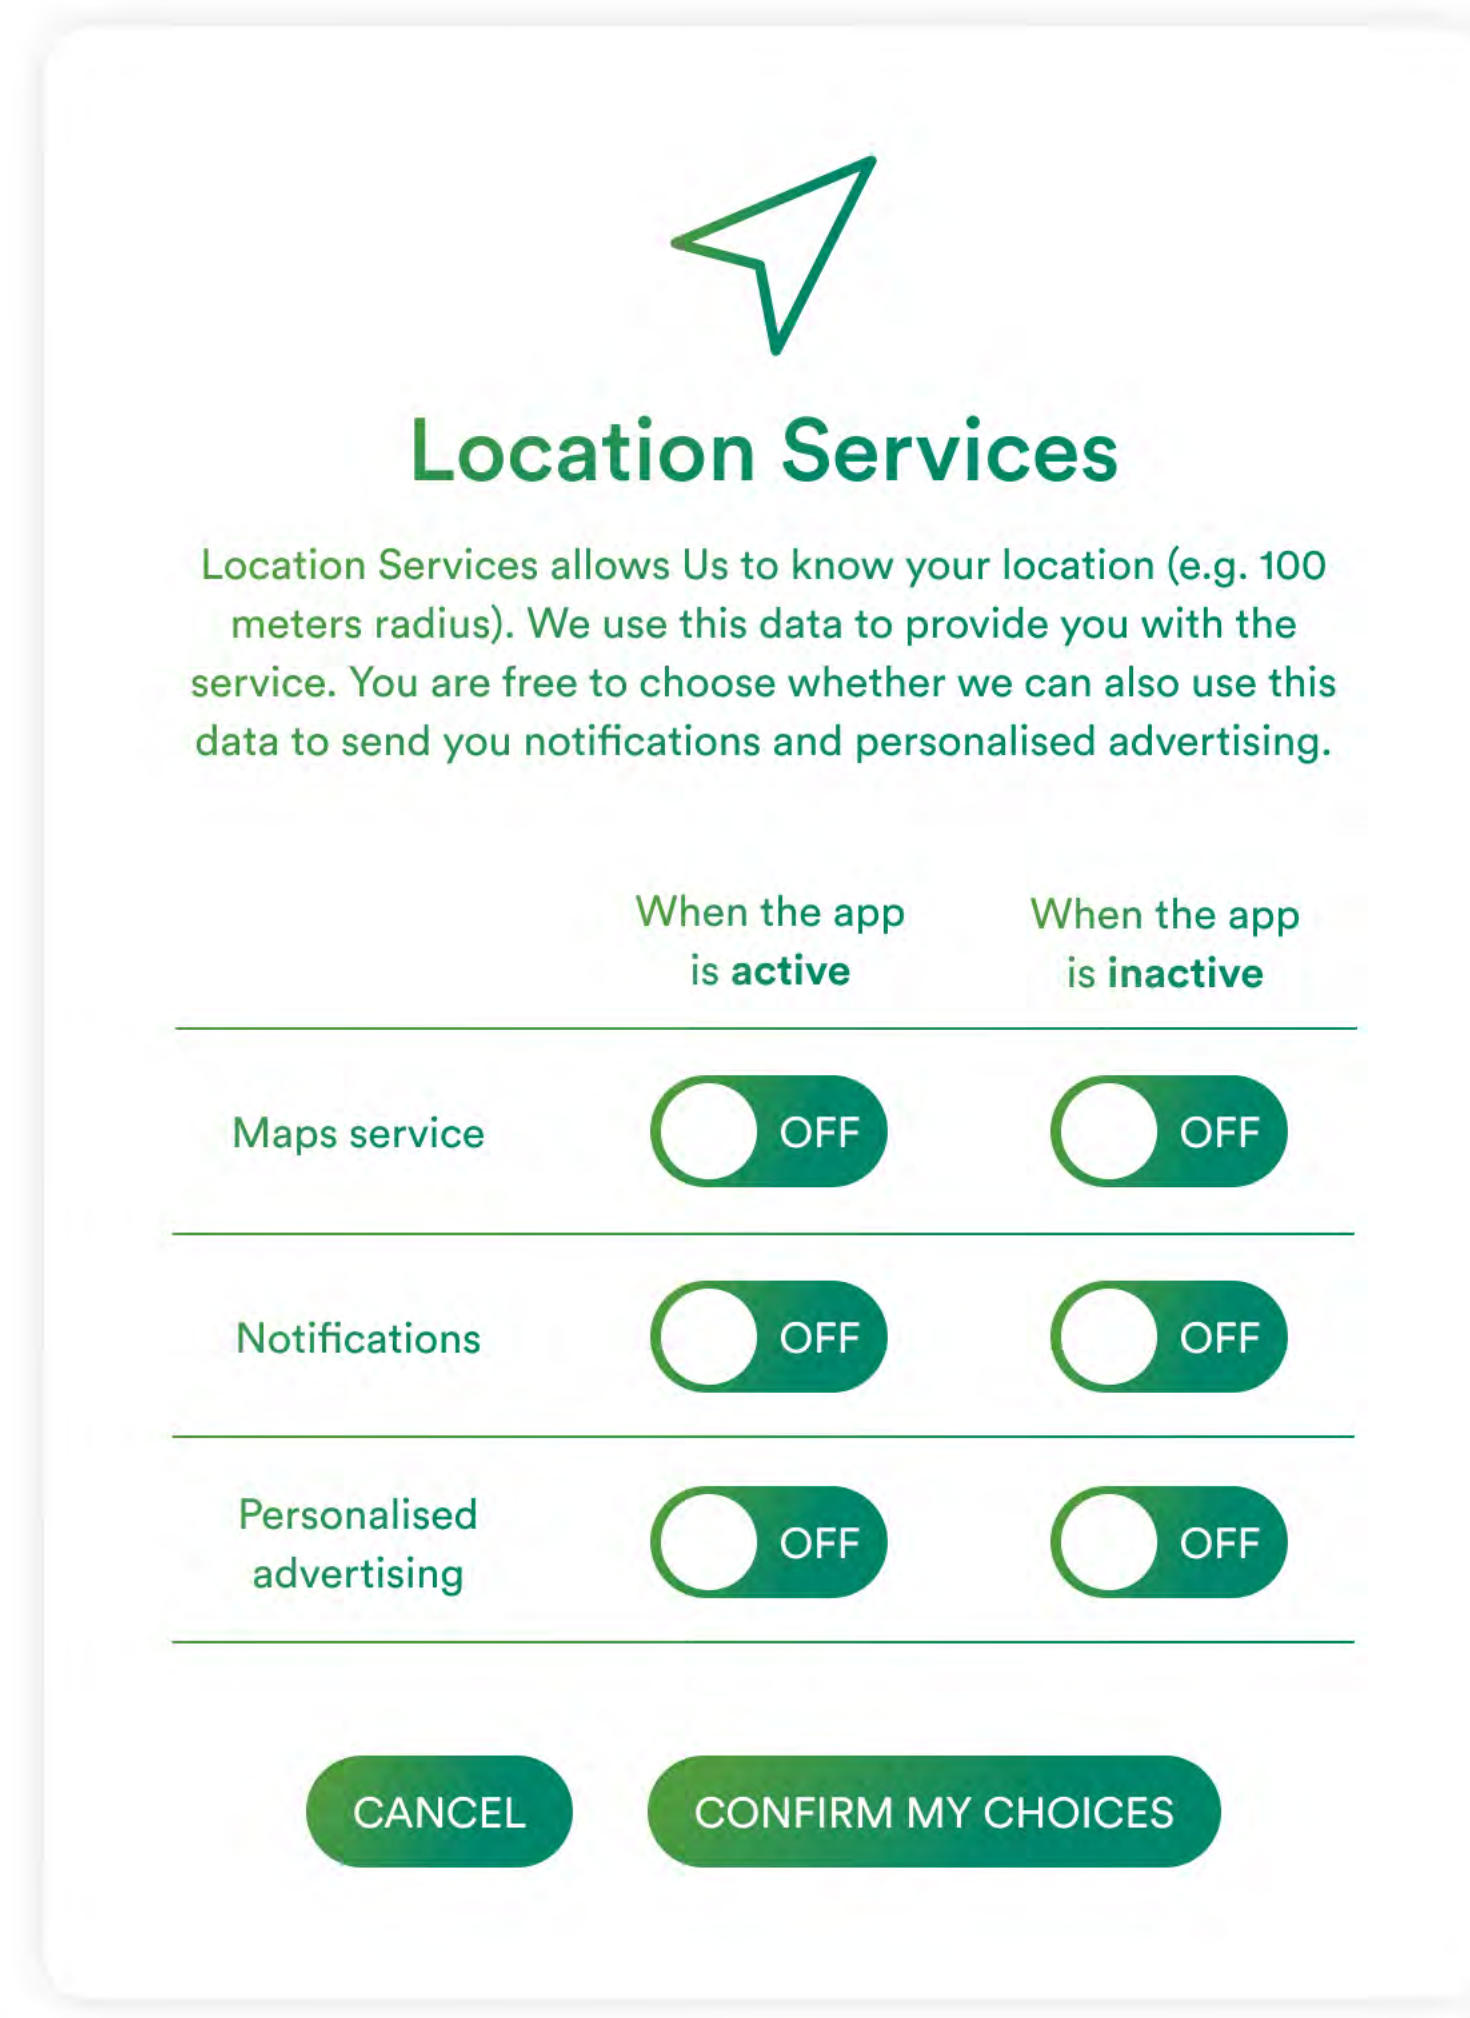 Location Services
Location Services allows Us to know your location (e.g. 100
meters radius). We use this data to provide you with the
service. You are free to choose whether we can also use this
data to send you notifications and personalised advertising.
When the app
is active
When the app
is inactive
Maps service
OFF
OFF
Notifications
OFF
OFF
Personalised
advertising
OFF
OFF
CANCEL
CONFIRM MY CHOICES